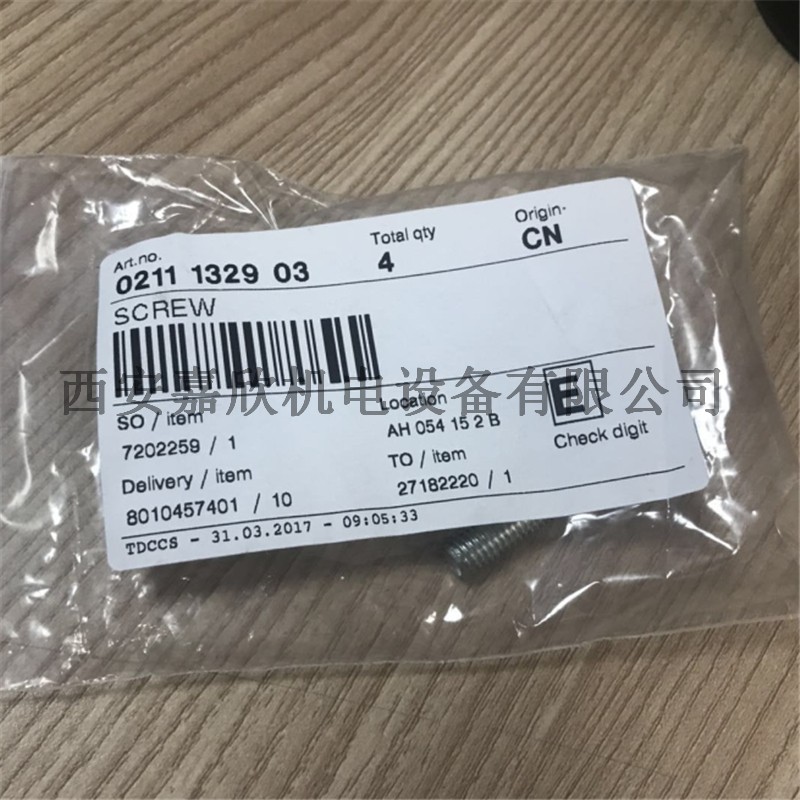 Art.no.
Total qty
Origin-
0211 1329 03
4
CN
SCREW
西安嘉欣机电设备有限公司
SO / item
Location
E
7202259 / 1
AH 054 15 2 B
Check digit
Delivery / item
TO / item
8010457401 / 10
27182220 / 1
TDCCS - 31.03.2017 - 09:05:33